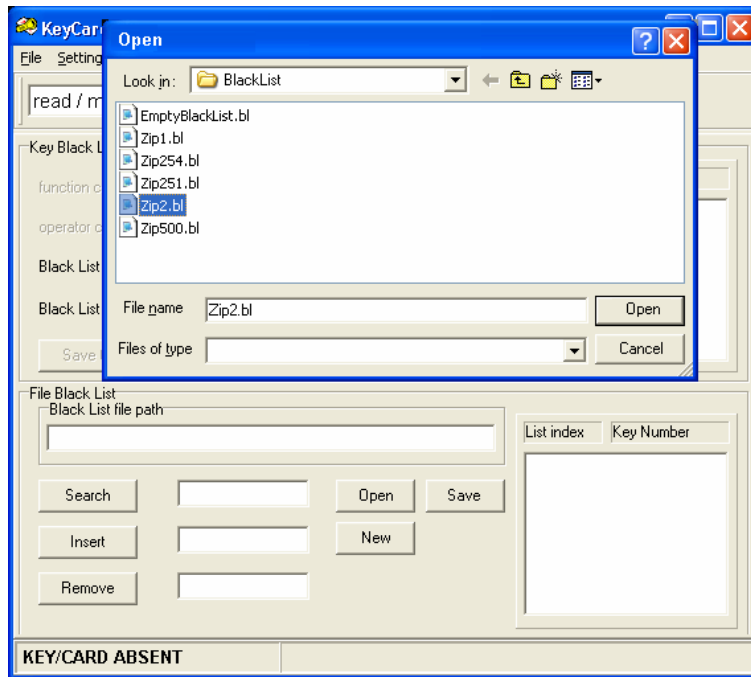 KeyCar
Open
File Setting
Look in: BlackList
read / m
EmptyBlackList.bl
Zip1.bl
Zip254.bl
Zip251.bl
Zip2.bl
Zip500.bl
Key Black L
function c
operator c
Black List
Black List
File name Zip2.bl Open
Files of type Cancel
Save
File Black List
Black List file path
List index Key Number
Search Open Save
Insert New
Remove
KEY/CARD ABSENT